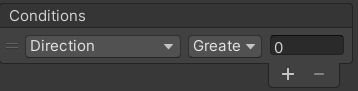 Conditions
Direction Greate 0
+ −